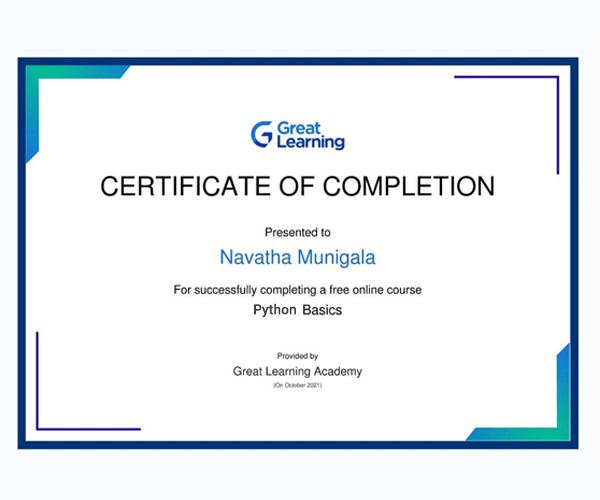 Great
Learning
CERTIFICATE OF COMPLETION
Presented to
Navatha Munigala
For successfully completing a free online course
Python Basics
Provided by
Great Learning Academy
(On October 2021)